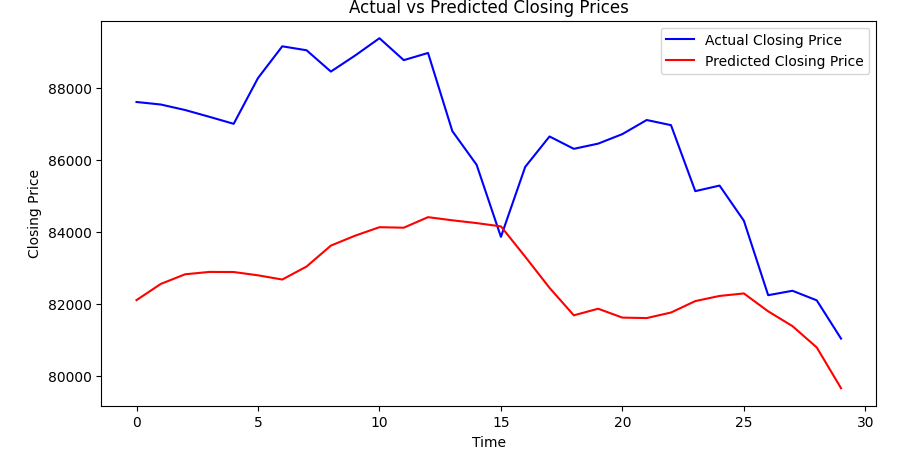 Actual vs Predicted Closing Prices
Actual Closing Price
Predicted Closing Price
Closing Price
88000
86000
84000
82000
80000
0 5 10 15 20 25 30
Time